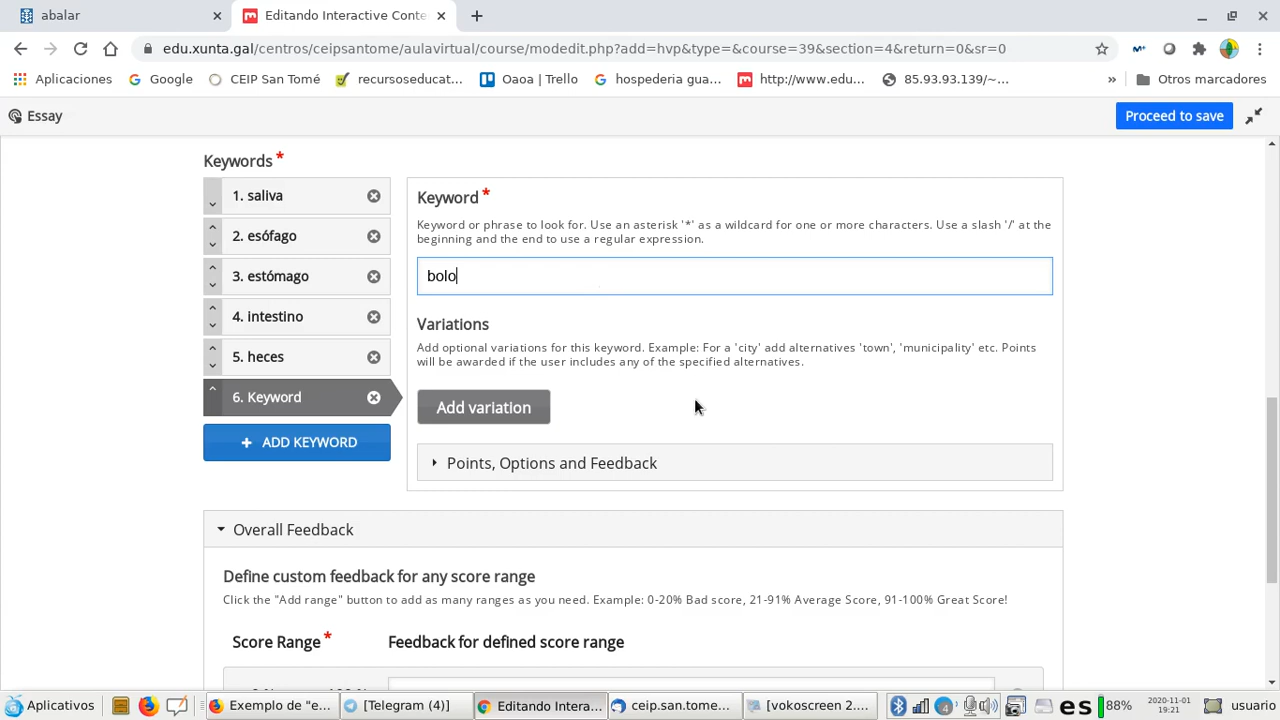 abalar
Editando Interactive Conte
edu.xunta.gal/centros/ceipsantome/aulavirtual/course/modedit.php?add=hvp&type=&course=39&section=4&return=0&sr=0
Aplicaciones Google CEIP San Tomé recursoseducat... Oaoa | Trello hospederia gua... http://www.edu... 85.93.93.139/~... » Otros marcadores
Essay
Proceed to save
Keywords *
1. saliva
2. esófago
3. estómago
4. intestino
5. heces
6. Keyword
+ ADD KEYWORD
Keyword *
Keyword or phrase to look for. Use an asterisk '*' as a wildcard for one or more characters. Use a slash '/' at the
beginning and the end to use a regular expression.
bolo
Variations
Add optional variations for this keyword. Example: For a 'city' add alternatives 'town', 'municipality' etc. Points
will be awarded if the user includes any of the specified alternatives.
Add variation
Points, Options and Feedback
Overall Feedback
Define custom feedback for any score range
Click the "Add range" button to add as many ranges as you need. Example: 0-20% Bad score, 21-91% Average Score, 91-100% Great Score!
Score Range * Feedback for defined score range
Aplicativos Exemplo de "e... [Telegram (4)] Editando Intera... ceip.san.tome... [vokoscreen 2.... 4 es 88% 2020-11-01 usuario
19:21